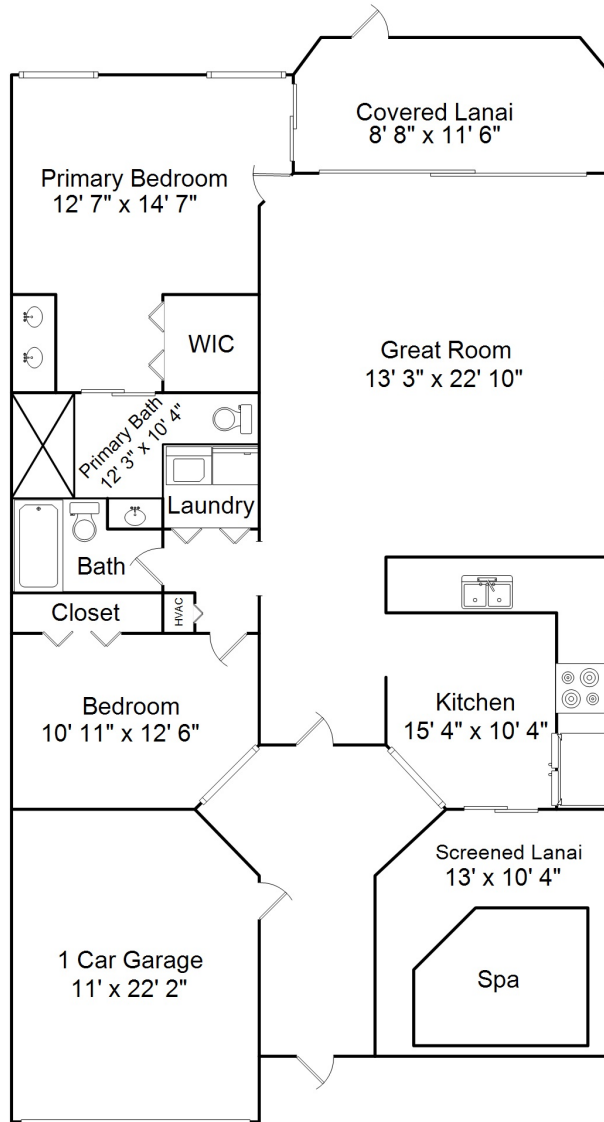 Covered Lanai
8' 8" x 11' 6"
Primary Bedroom
12' 7" x 14' 7"
WIC
Great Room
13' 3" x 22' 10"
Primary Bath
12' 3" x 10' 4"
Laundry
Bath
Closet
HVAC
Bedroom
10' 11" x 12' 6"
Kitchen
15' 4" x 10' 4"
Screened Lanai
13' x 10' 4"
1 Car Garage
11' x 22' 2"
Spa